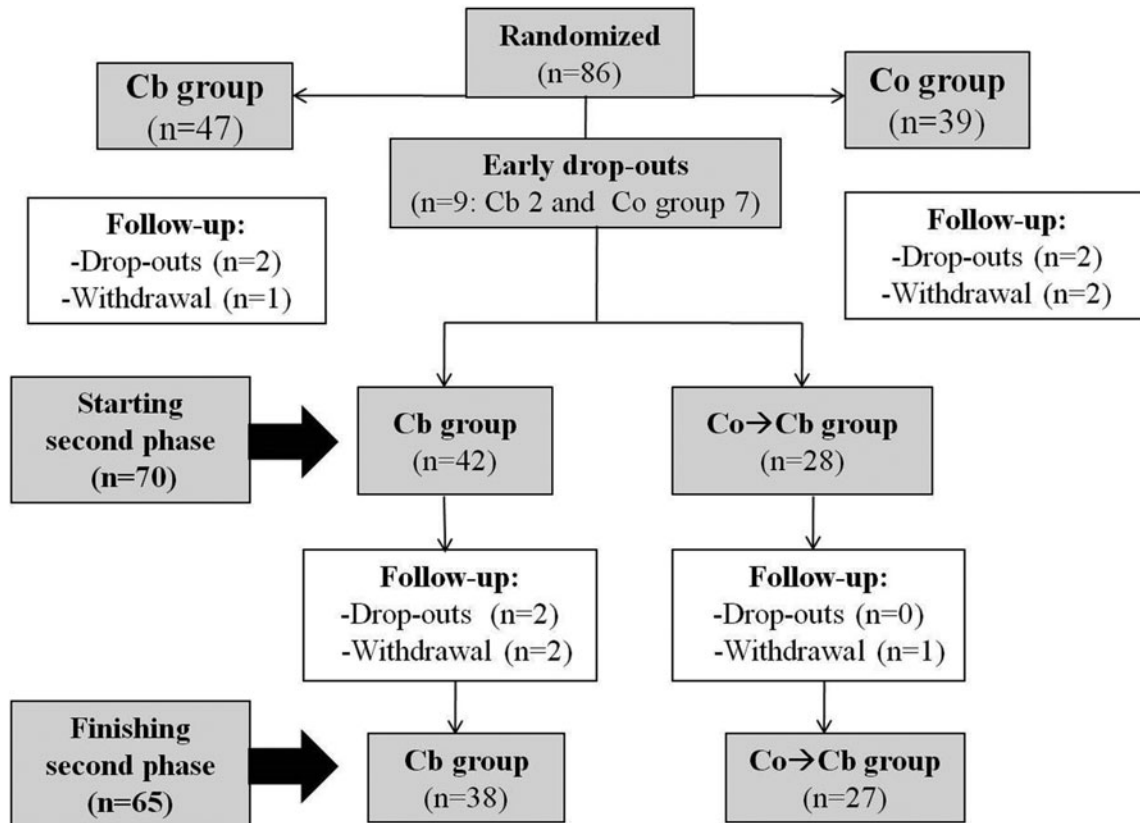 Randomized
(n=86)
Cb group
(n=47)
Co group
(n=39)
Early drop-outs
(n=9: Cb 2 and Co group 7)
Follow-up:
-Drop-outs (n=2)
-Withdrawal (n=1)
Follow-up:
-Drop-outs (n=2)
-Withdrawal (n=2)
Starting
second phase
(n=70)
Cb group
(n=42)
Co→Cb group
(n=28)
Follow-up:
-Drop-outs (n=2)
-Withdrawal (n=2)
Follow-up:
-Drop-outs (n=0)
-Withdrawal (n=1)
Finishing
second phase
(n=65)
Cb group
(n=38)
Co→Cb group
(n=27)